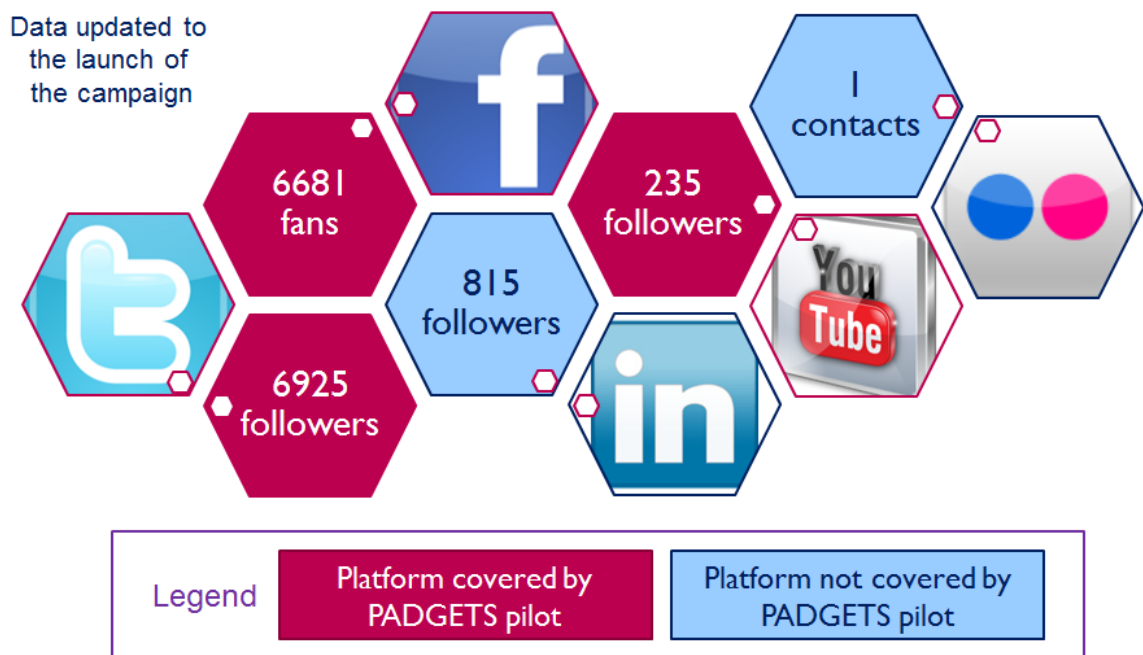 Data updated to
the launch of
the campaign
f
1
contacts
6681
fans
235
followers
t
815
followers
You
Tube
6925
followers
in
Legend
Platform covered by
PADGETS pilot
Platform not covered by
PADGETS pilot